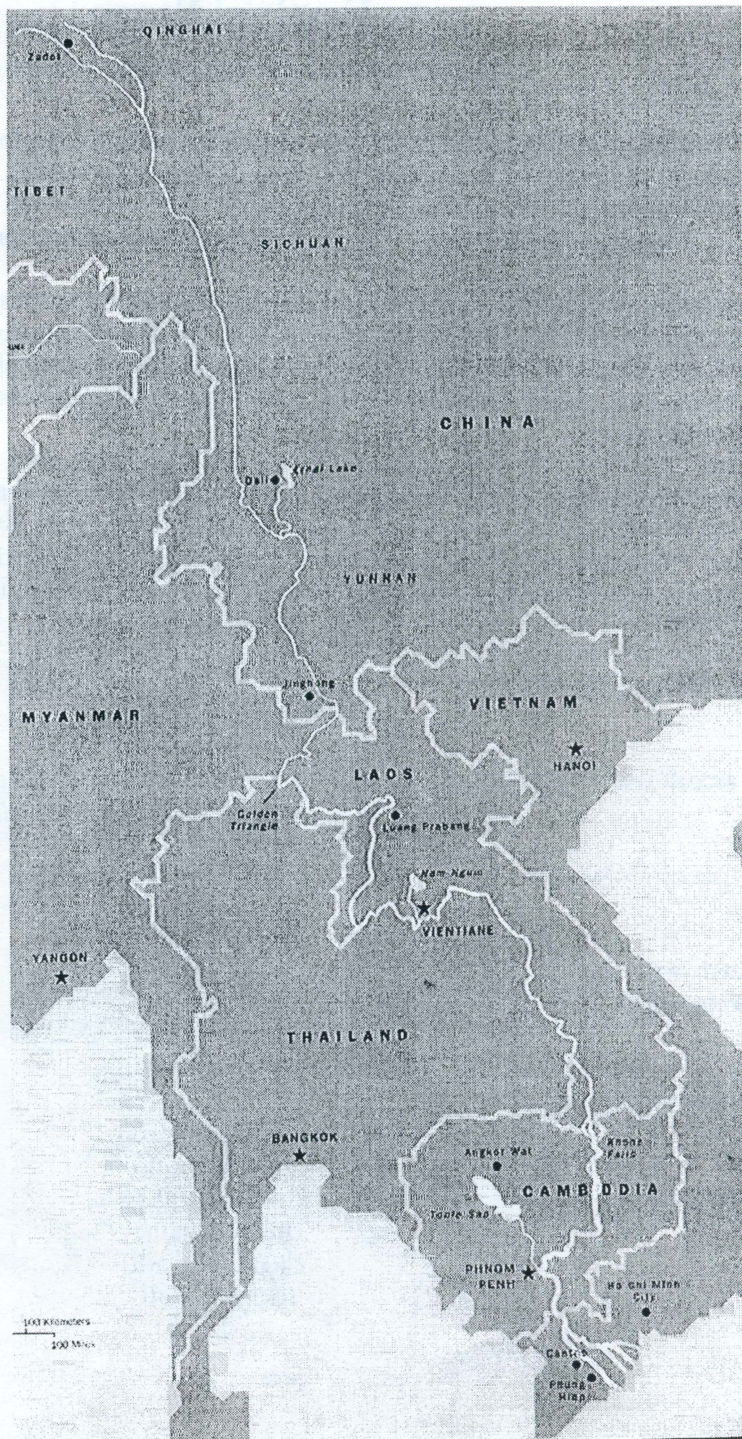 QINGHAI
Zadoi
TIBET
SICHUAN
CHINA
Erhai Lake
Dali
YUNNAN
Jinghong
MYANMAR
VIETNAM
HANOI
LAOS
Golden
Triangle
Luang Prabang
Nam Ngum
VIENTIANE
YANGON
THAILAND
BANGKOK
Angkor Wat
Khone
Falls
CAMBODIA
Tonle Sap
PHNOM
PENH
Ho Chi Minh
City
100 Kilometers
100 Miles
Cantho
Phung
Hiep